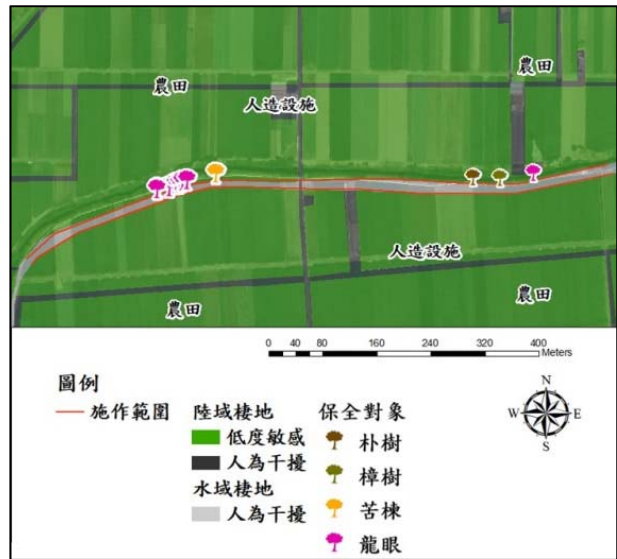 農田
農田
人造設施
人造設施
農田
農田
0 40 80 160 240 320 400
Meters
圖例
施作範圍
陸域棲地
低度敏感
人為干擾
水域棲地
人為干擾
保全對象
朴樹
樟樹
苦楝
龍眼
N
W E
S